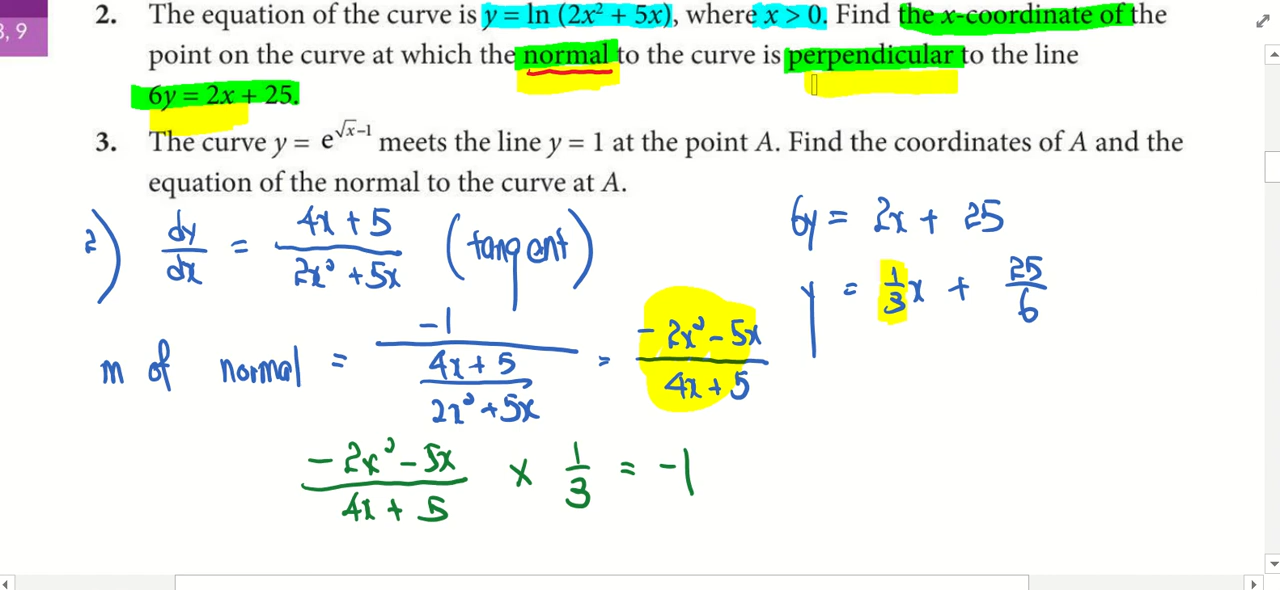 3, 9
2. The equation of the curve is y = ln (2x² + 5x), where x > 0. Find the x-coordinate of the
point on the curve at which the normal to the curve is perpendicular to the line
6y = 2x + 25.
3. The curve y = e^(√x−1) meets the line y = 1 at the point A. Find the coordinates of A and the
equation of the normal to the curve at A.
2) dy/dx = (4x + 5)/(2x² + 5x) (tangent)
6y = 2x + 25
y = 1/3 x + 25/6
m of normal = −1/((4x + 5)/(2x² + 5x)) = (−2x² − 5x)/(4x + 5)
(−2x² − 5x)/(4x + 5) × 1/3 = −1